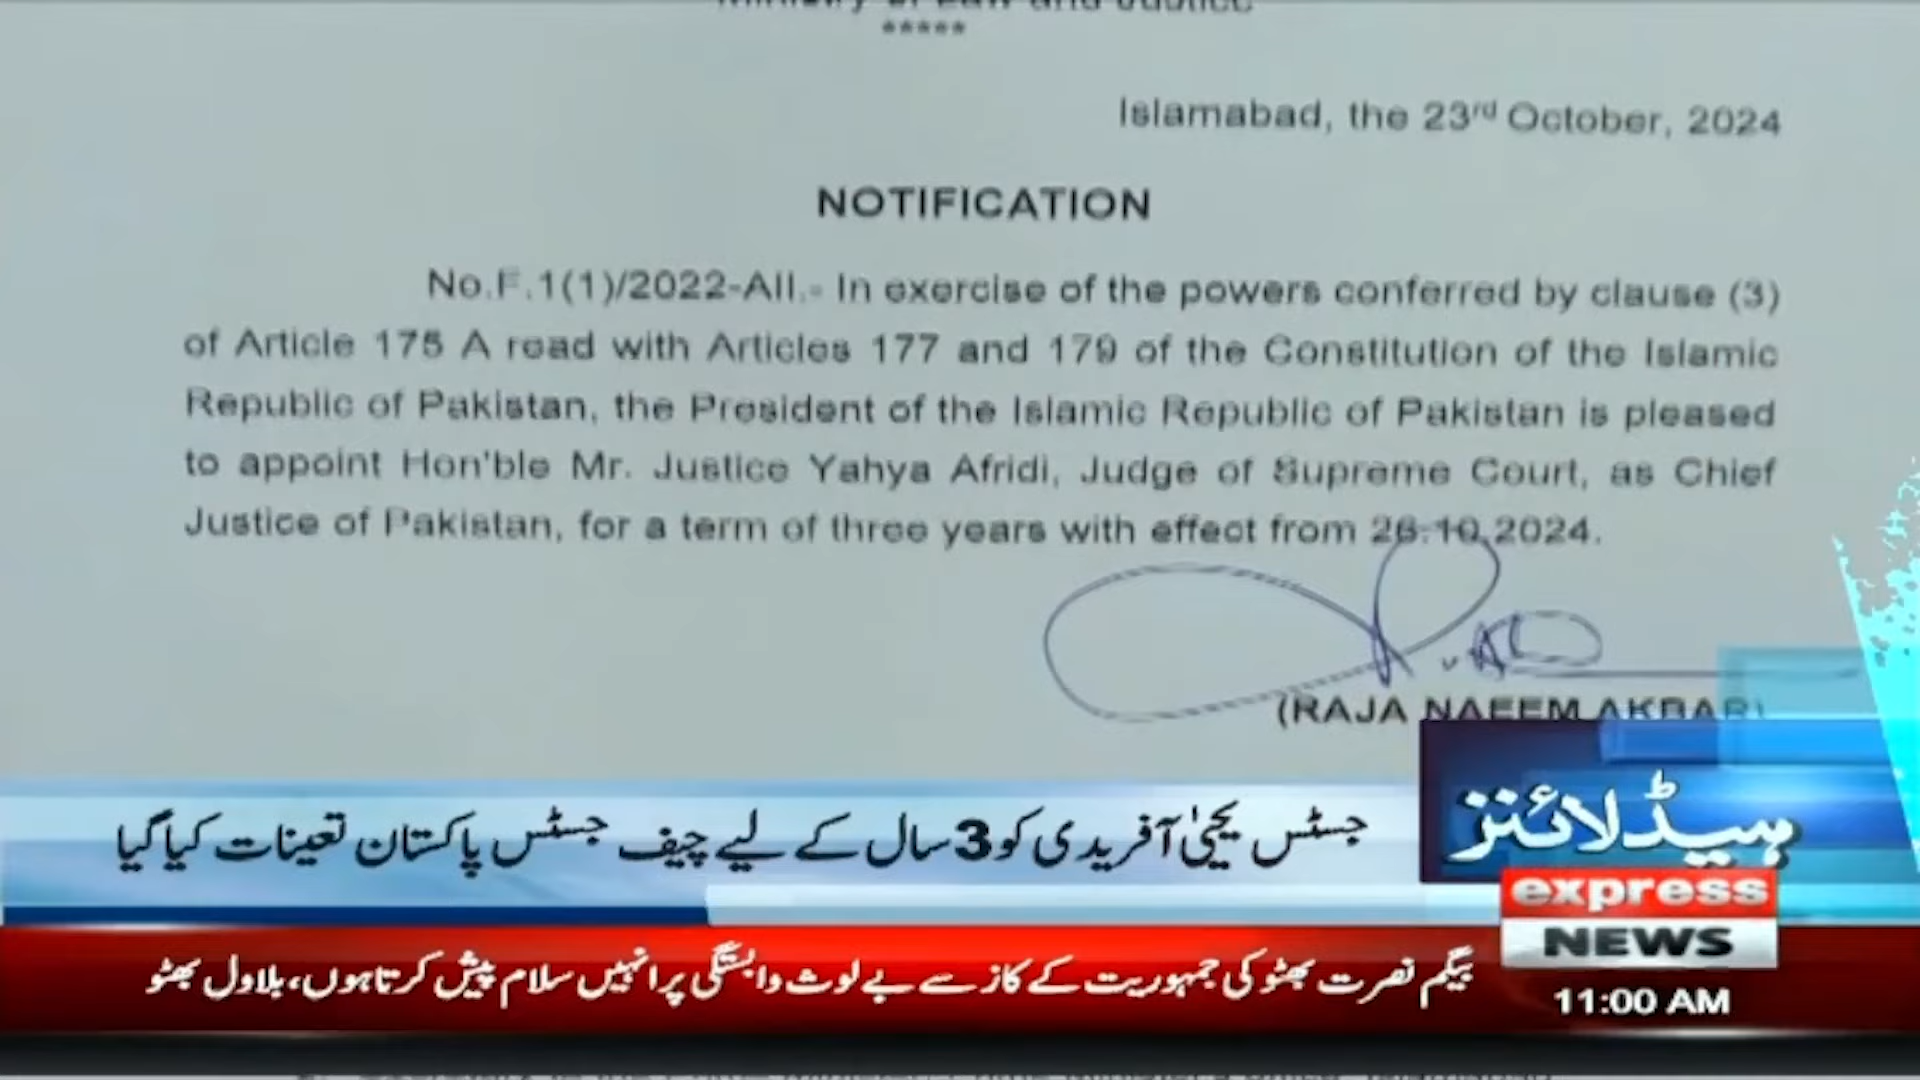 Ministry of Law and Justice
*****
Islamabad, the 23rd October, 2024
NOTIFICATION
No.F.1(1)/2022-AII.- In exercise of the powers conferred by clause (3)
of Article 175 A read with Articles 177 and 179 of the Constitution of the Islamic
Republic of Pakistan, the President of the Islamic Republic of Pakistan is pleased
to appoint Hon'ble Mr. Justice Yahya Afridi, Judge of Supreme Court, as Chief
Justice of Pakistan, for a term of three years with effect from 26.10.2024.
(RAJA NAEEM AKBAR)
ہیڈلائنز
جسٹس یحییٰ آفریدی کو 3 سال کے لیے چیف جسٹس پاکستان تعینات کیا گیا
express
NEWS
بیگم نصرت بھٹو کی جمہوریت کے کاز سے بے لوث وابستگی پر انہیں سلام پیش کرتا ہوں، بلاول بھٹو
11:00 AM